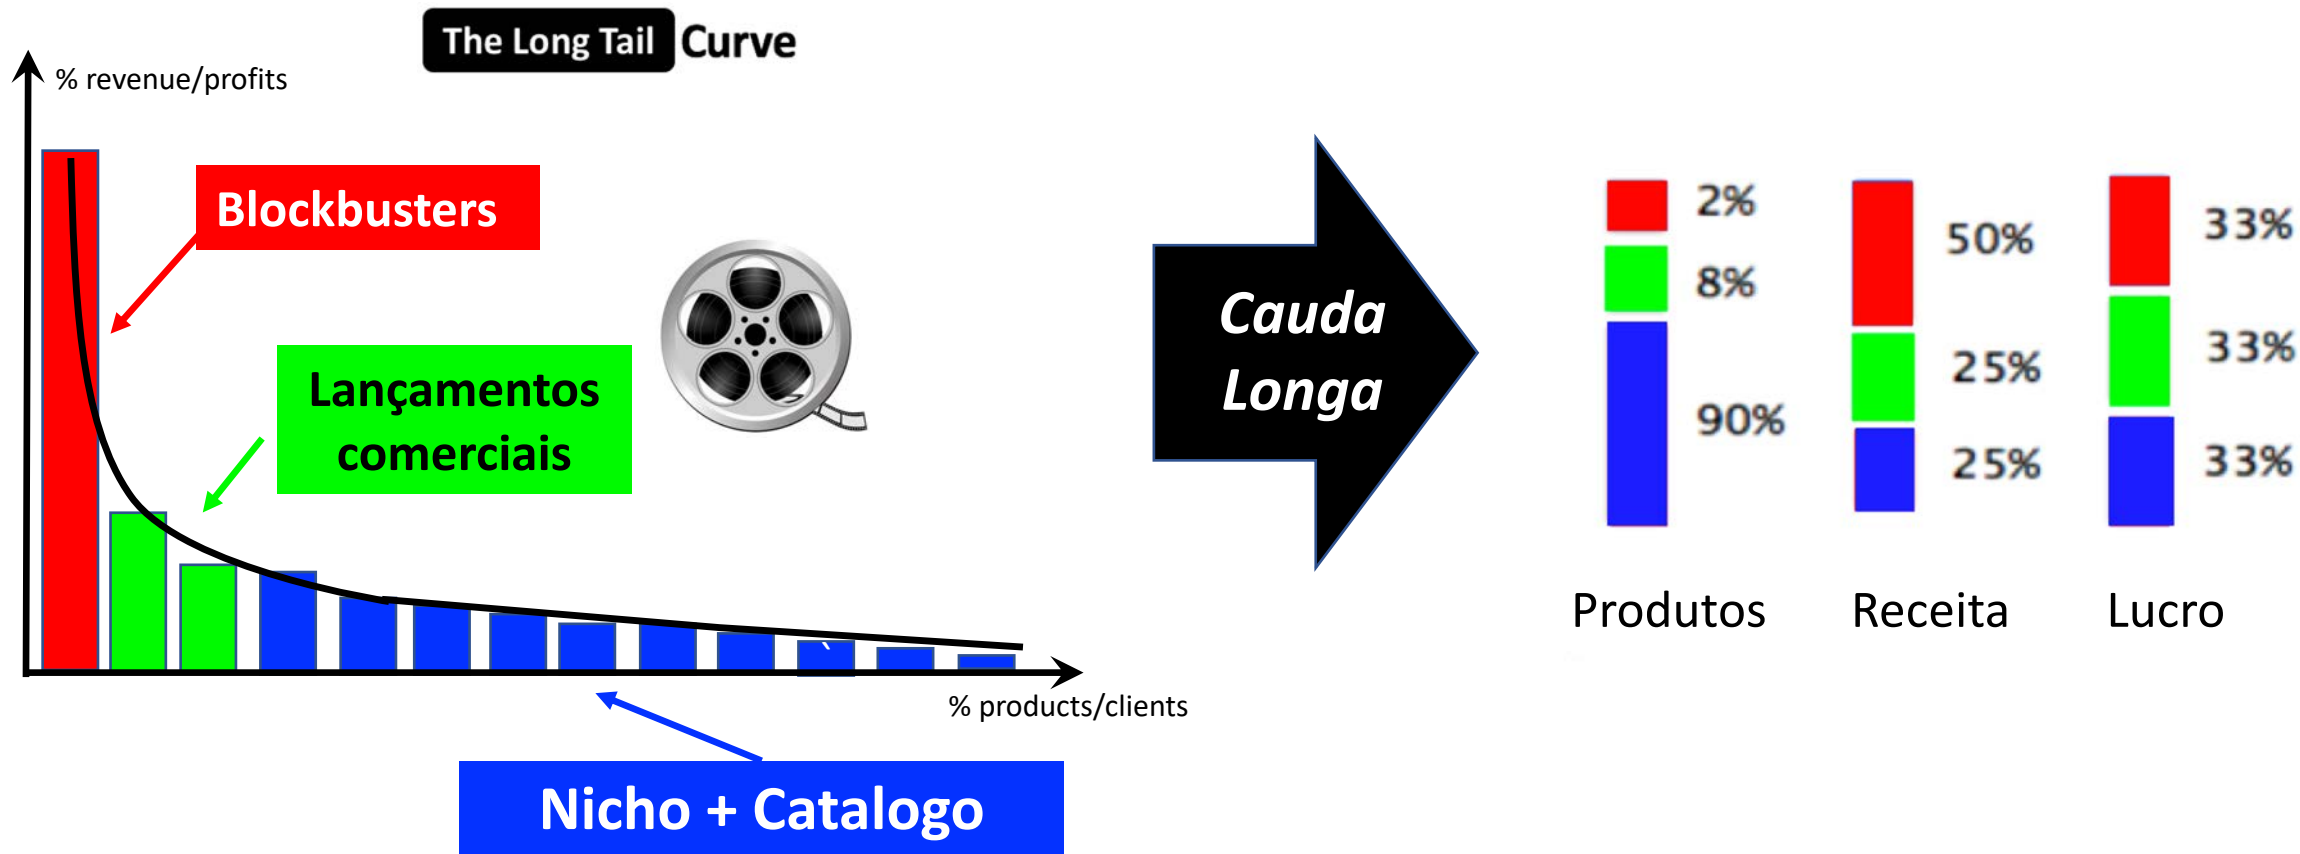 The Long Tail Curve
% revenue/profits
Blockbusters
Lançamentos
comerciais
% products/clients
Nicho + Catalogo
Cauda
Longa
2%
8%
90%
Produtos
50%
25%
25%
Receita
33%
33%
33%
Lucro